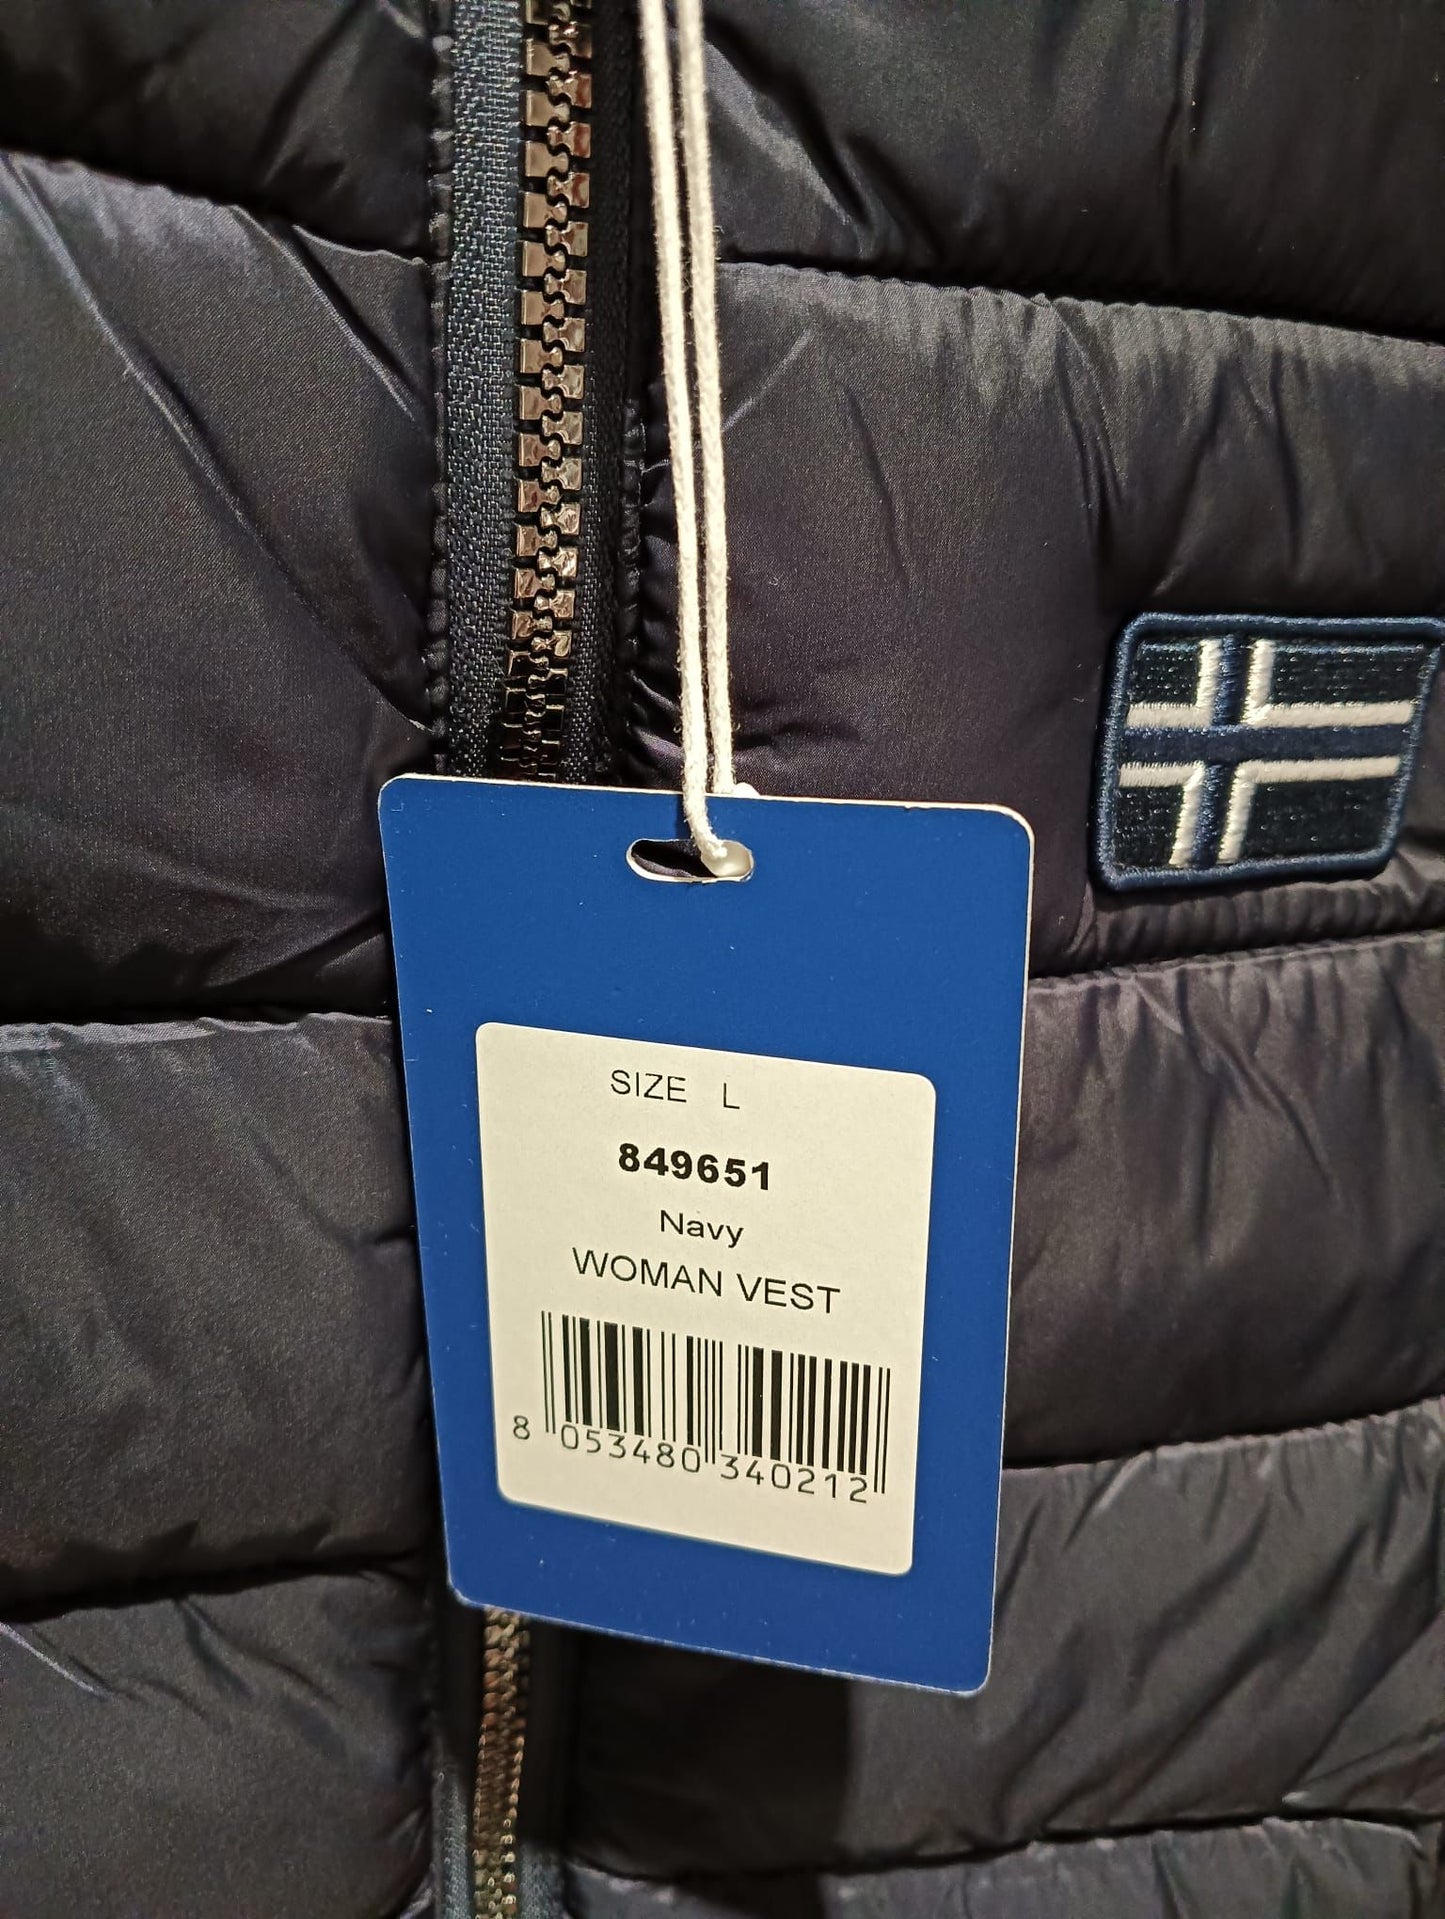 SIZE L
849651
Navy
WOMAN VEST
8 053480 340212